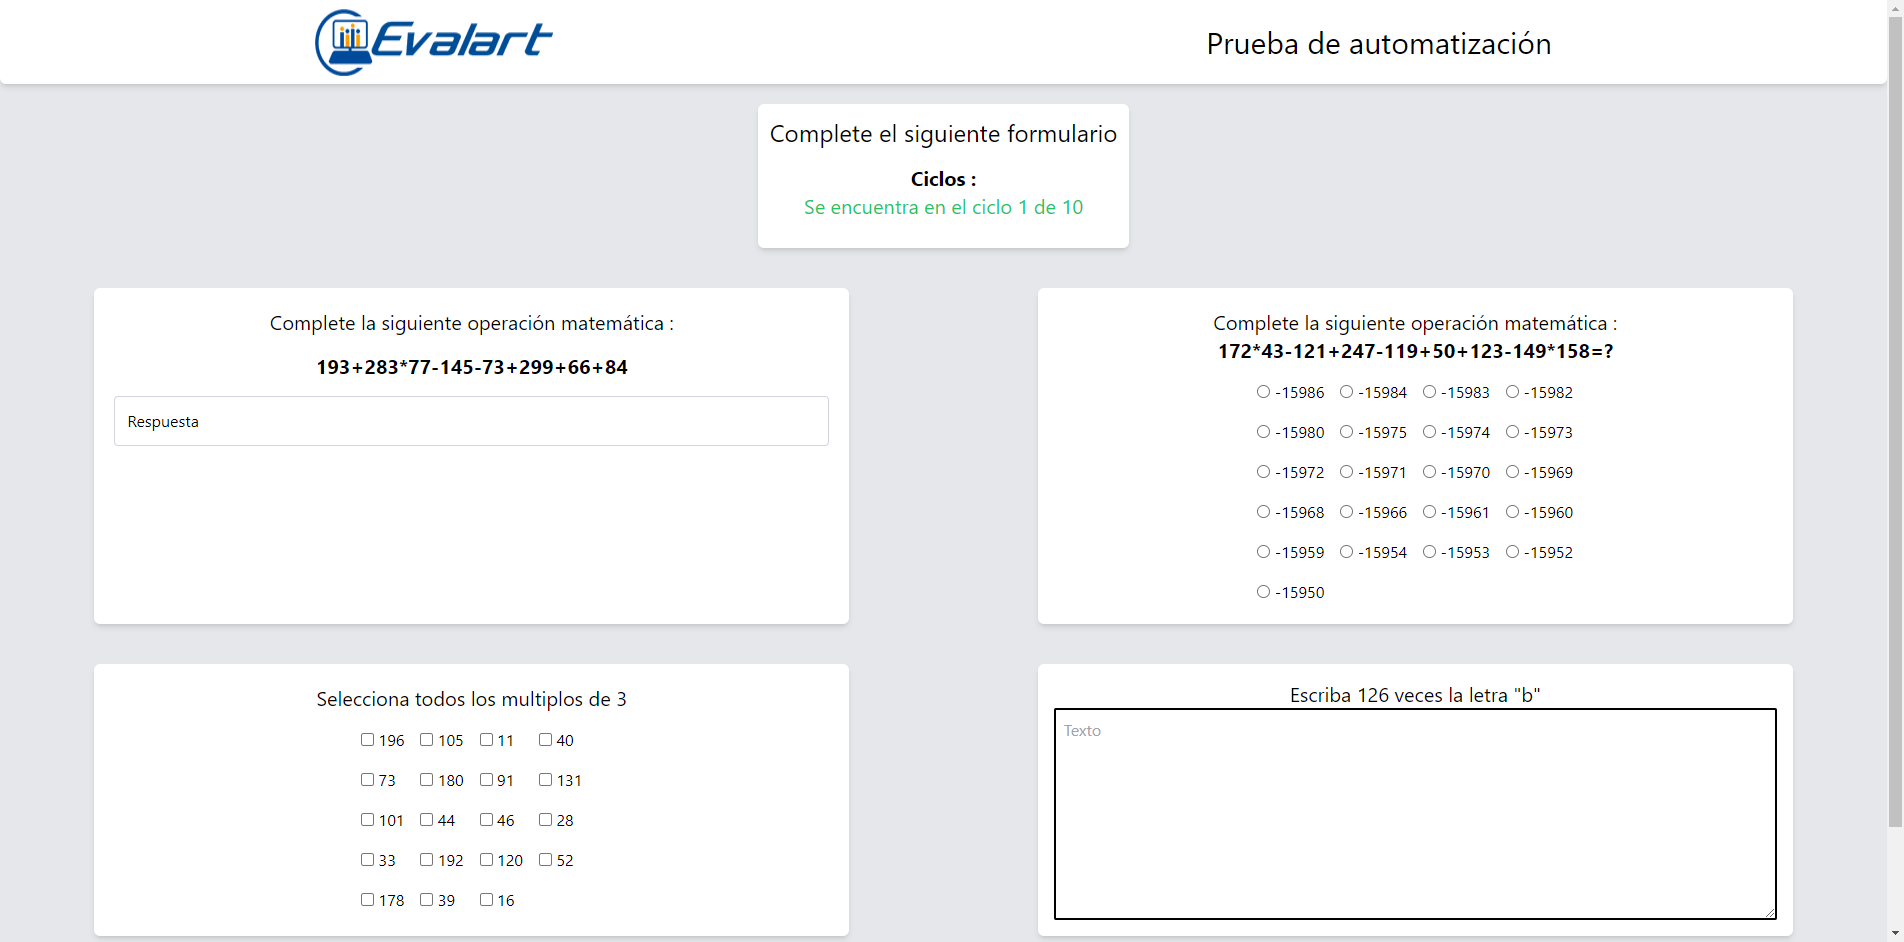 Evalart
Prueba de automatización
Complete el siguiente formulario
Ciclos :
Se encuentra en el ciclo 1 de 10
Complete la siguiente operación matemática :
193+283*77-145-73+299+66+84
Respuesta
Complete la siguiente operación matemática :
172*43-121+247-119+50+123-149*158=?
-15986 -15984 -15983 -15982
-15980 -15975 -15974 -15973
-15972 -15971 -15970 -15969
-15968 -15966 -15961 -15960
-15959 -15954 -15953 -15952
-15950
Selecciona todos los multiplos de 3
196 105 11 40
73 180 91 131
101 44 46 28
33 192 120 52
178 39 16
Escriba 126 veces la letra "b"
Texto